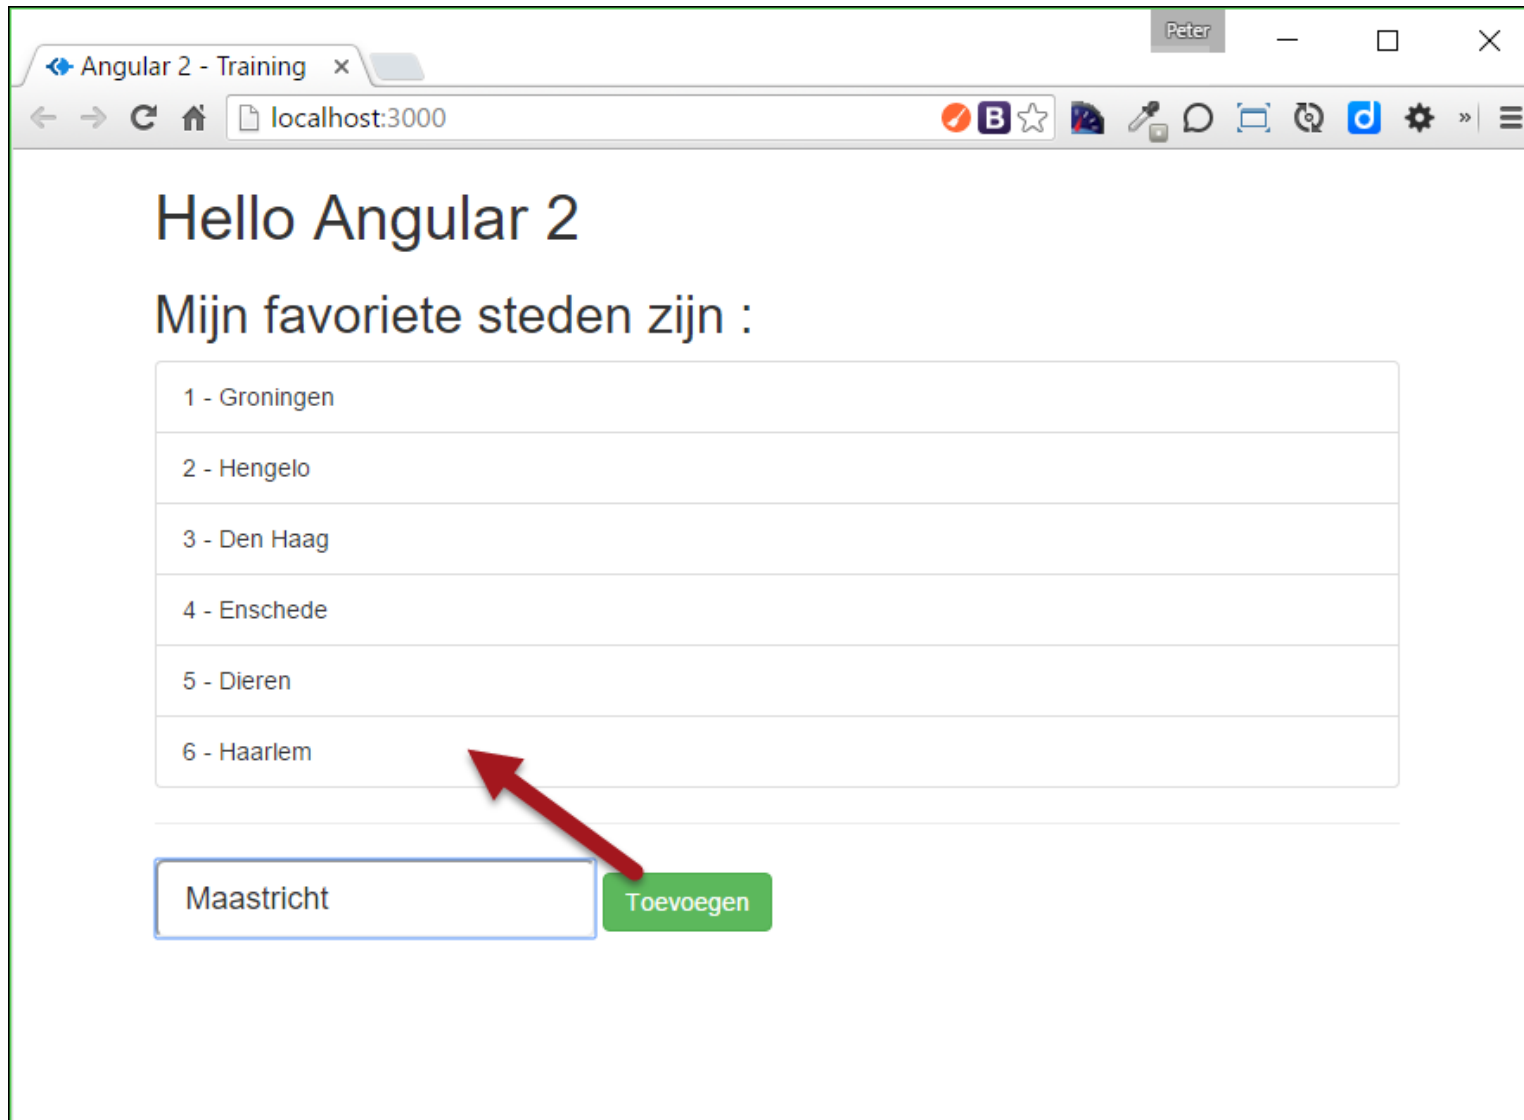 Peter
Angular 2 - Training
localhost:3000
Hello Angular 2
Mijn favoriete steden zijn :
1 - Groningen
2 - Hengelo
3 - Den Haag
4 - Enschede
5 - Dieren
6 - Haarlem
Maastricht
Toevoegen